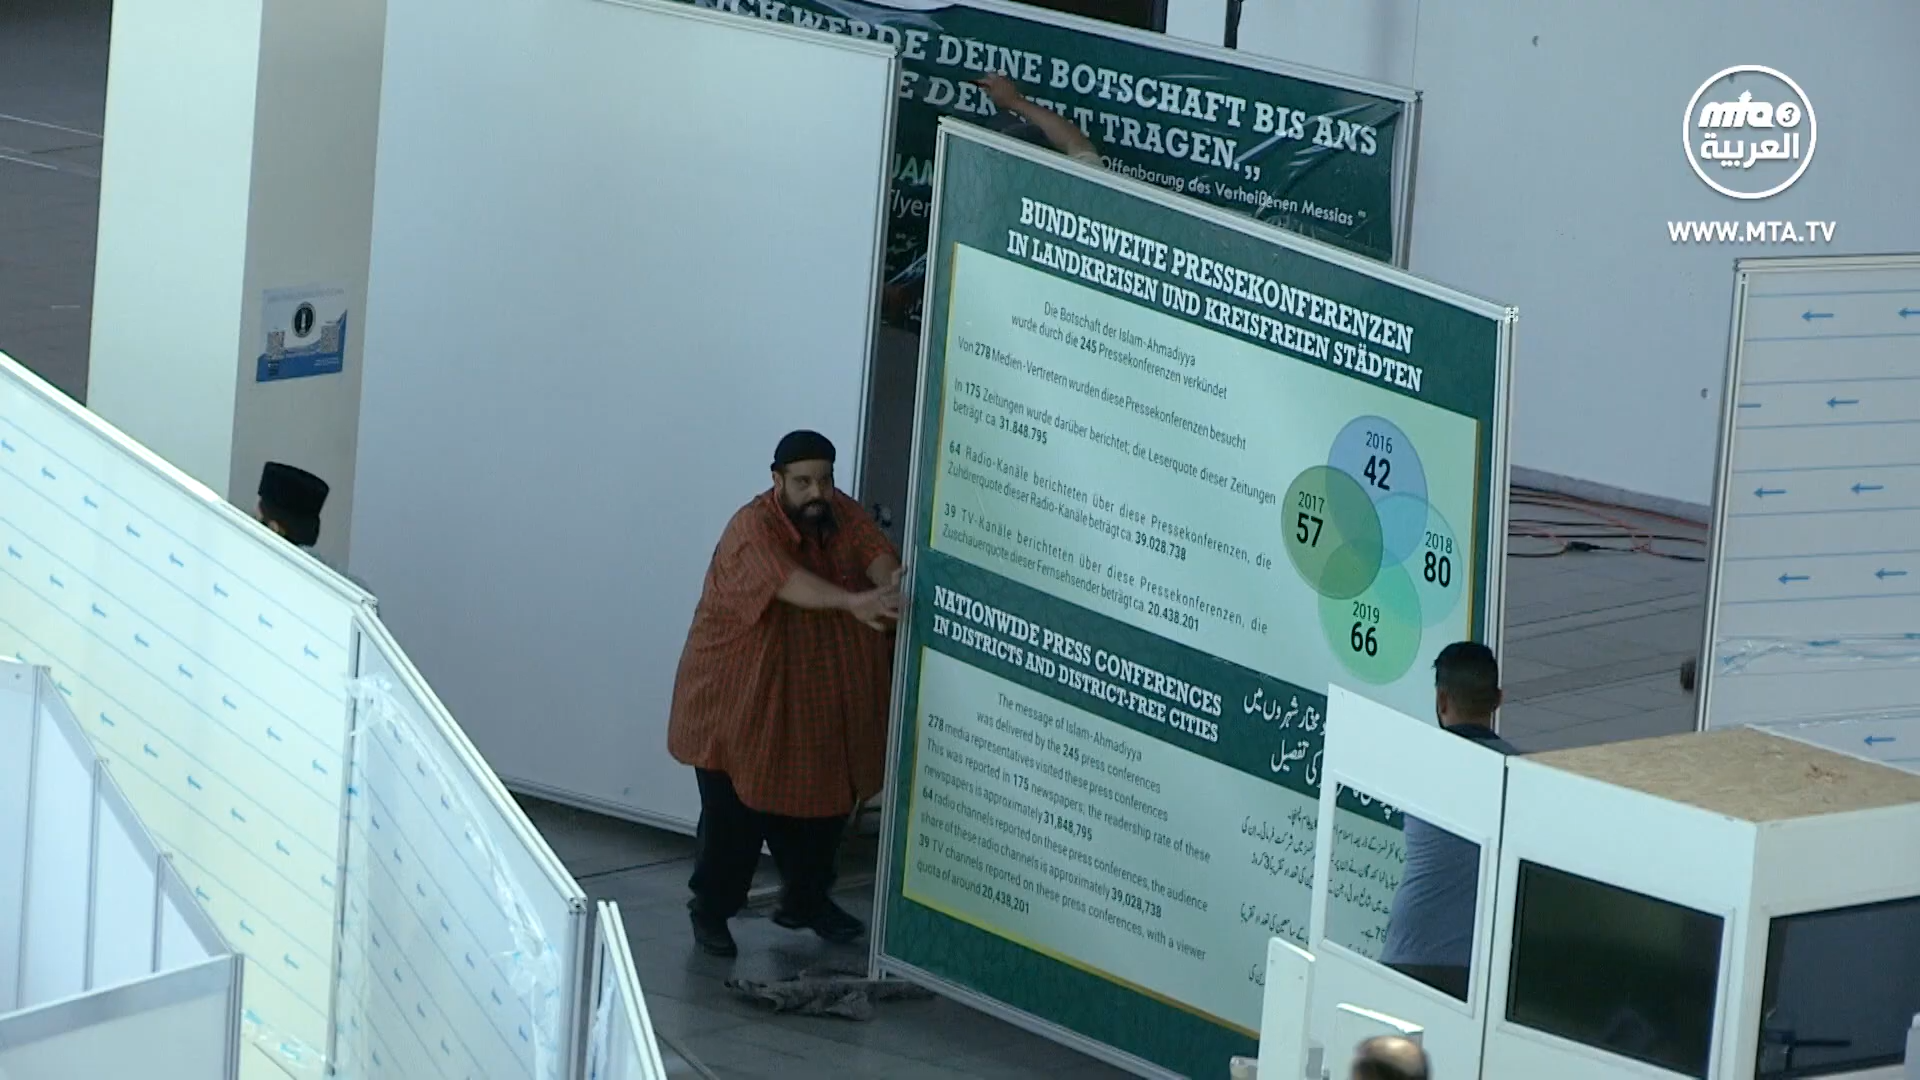 ICH WERDE DEINE BOTSCHAFT BIS ANS
E DER WELT TRAGEN.„
Offenbarung des Verheißenen Messias
mta 3
العربية
WWW.MTA.TV
BUNDESWEITE PRESSEKONFERENZEN
IN LANDKREISEN UND KREISFREIEN STÄDTEN
Die Botschaft der Islam-Ahmadiyya
wurde durch die 245 Pressekonferenzen verkündet
Von 278 Medien-Vertretern wurden diese Pressekonferenzen besucht
In 175 Zeitungen wurde darüber berichtet; die Leserquote dieser Zeitungen
beträgt ca. 31.848.795
64 Radio-Kanäle berichteten über diese Pressekonferenzen, die
Zuhörerquote dieser Radio-Kanäle beträgt ca. 39.028.738
39 TV-Kanäle berichteten über diese Pressekonferenzen, die
Zuschauerquote dieser Fernsehsender beträgt ca. 20.438.201
2016
42
2017
57
2018
80
2019
66
NATIONWIDE PRESS CONFERENCES
IN DISTRICTS AND DISTRICT-FREE CITIES
The message of Islam-Ahmadiyya
was delivered by the 245 press conferences
278 media representatives visited these press conferences
This was reported in 175 newspapers; the readership rate of these
newspapers is approximately 31,848,795
64 radio channels reported on these press conferences, the audience
share of these radio channels is approximately 39,028,738
39 TV channels reported on these press conferences, with a viewer
quota of around 20,438,201
مختار شہروں میں
کی تفصیل